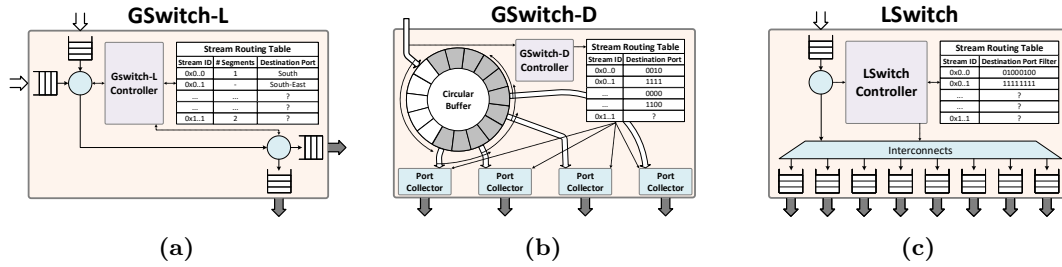 GSwitch-L
Gswitch-L
Controller
Stream Routing Table
Stream ID # Segments Destination Port
0x0..0 1 South
0x0..1 - South-East
... ... ?
... ... ?
0x1..1 2 ?
(a)
GSwitch-D
GSwitch-D
Controller
Circular
Buffer
Stream Routing Table
Stream ID Destination Port
0x0..0 0010
0x0..1 1111
... 0000
... 1100
0x1..1 ?
Port
Collector
Port
Collector
Port
Collector
Port
Collector
(b)
LSwitch
LSwitch
Controller
Stream Routing Table
Stream ID Destination Port Filter
0x0..0 01000100
0x0..1 11111111
... ?
... ?
0x1..1 ?
Interconnects
(c)